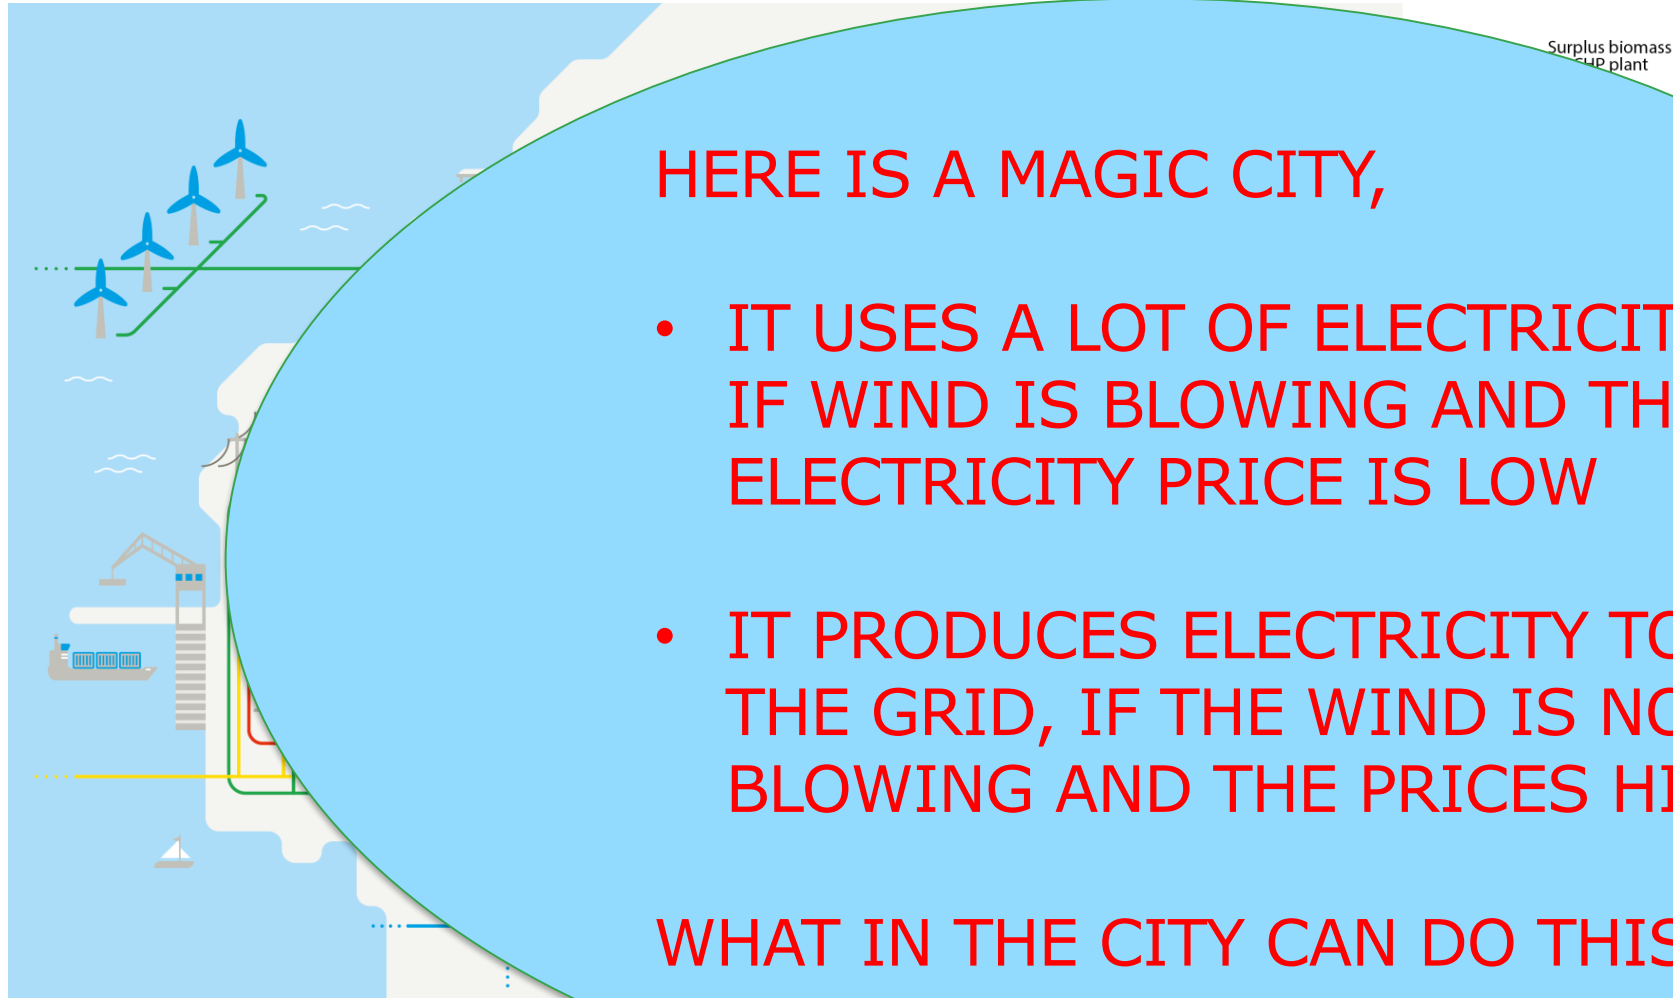 Surplus biomass
CHP plant
HERE IS A MAGIC CITY,
• IT USES A LOT OF ELECTRICIT
IF WIND IS BLOWING AND TH
ELECTRICITY PRICE IS LOW
• IT PRODUCES ELECTRICITY TO
THE GRID, IF THE WIND IS NO
BLOWING AND THE PRICES HI
WHAT IN THE CITY CAN DO THIS